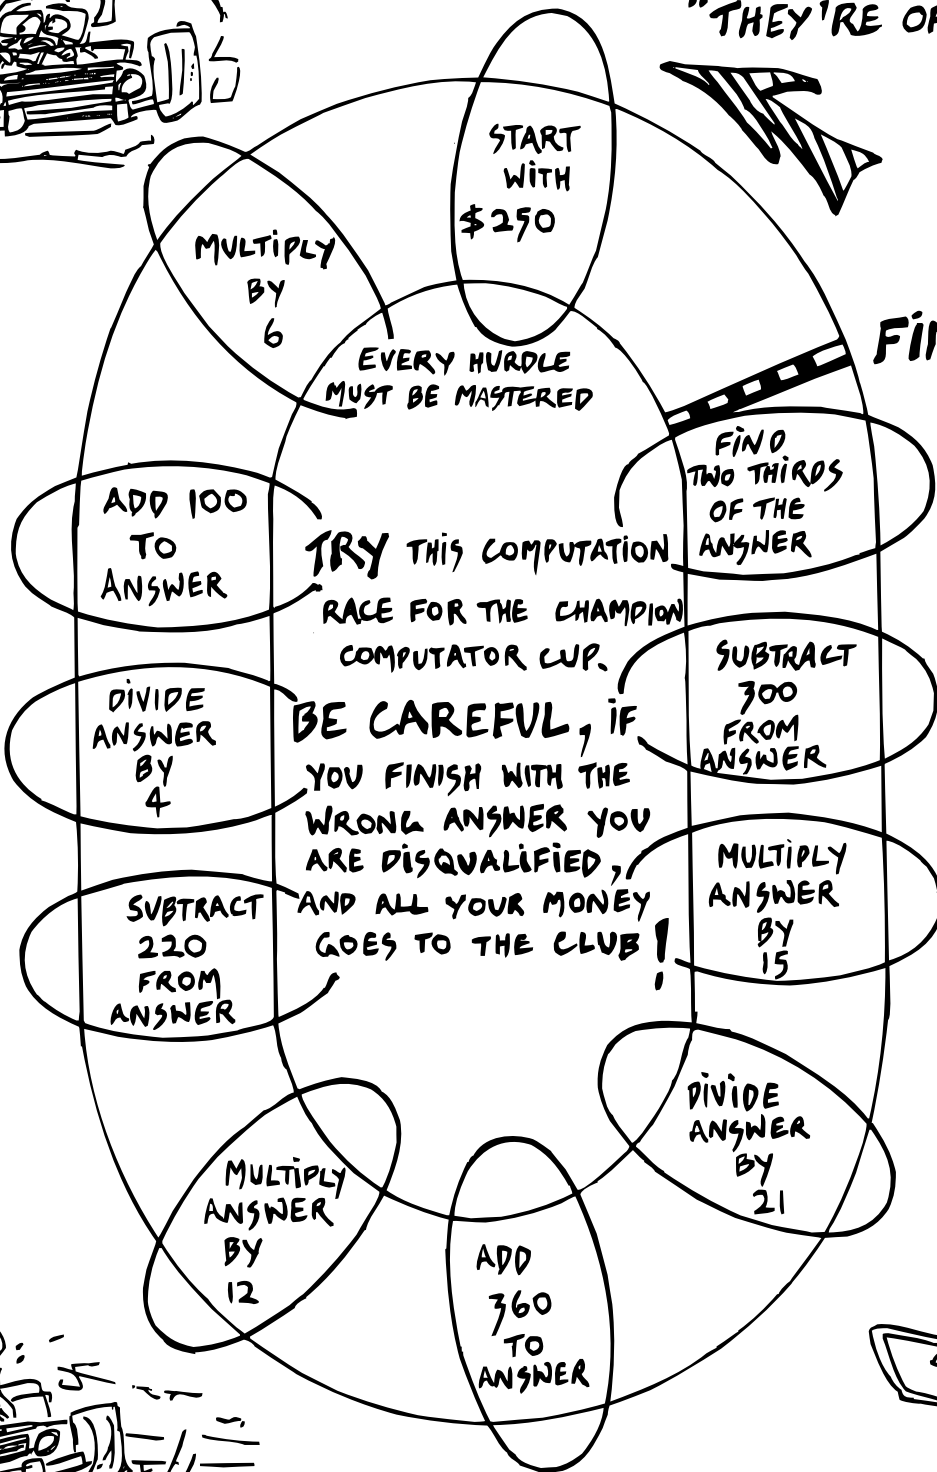 "THEY'RE
START
WITH
$250
MULTIPLY
BY
6
EVERY HURDLE
MUST BE MASTERED
ADD 100
TO
ANSWER
DIVIDE
ANSWER
BY
4
SUBTRACT
220
FROM
ANSWER
MULTIPLY
ANSWER
BY
12
ADD
360
TO
ANSWER
DIVIDE
ANSWER
BY
21
MULTIPLY
ANSWER
BY
15
SUBTRACT
300
FROM
ANSWER
FIND
TWO THIRDS
OF THE
ANSWER
TRY THIS COMPUTATION
RACE FOR THE CHAMPION
COMPUTATOR CUP.
BE CAREFUL, IF
YOU FINISH WITH THE
WRONG ANSWER YOU
ARE DISQUALIFIED,
AND ALL YOUR MONEY
GOES TO THE CLUB!